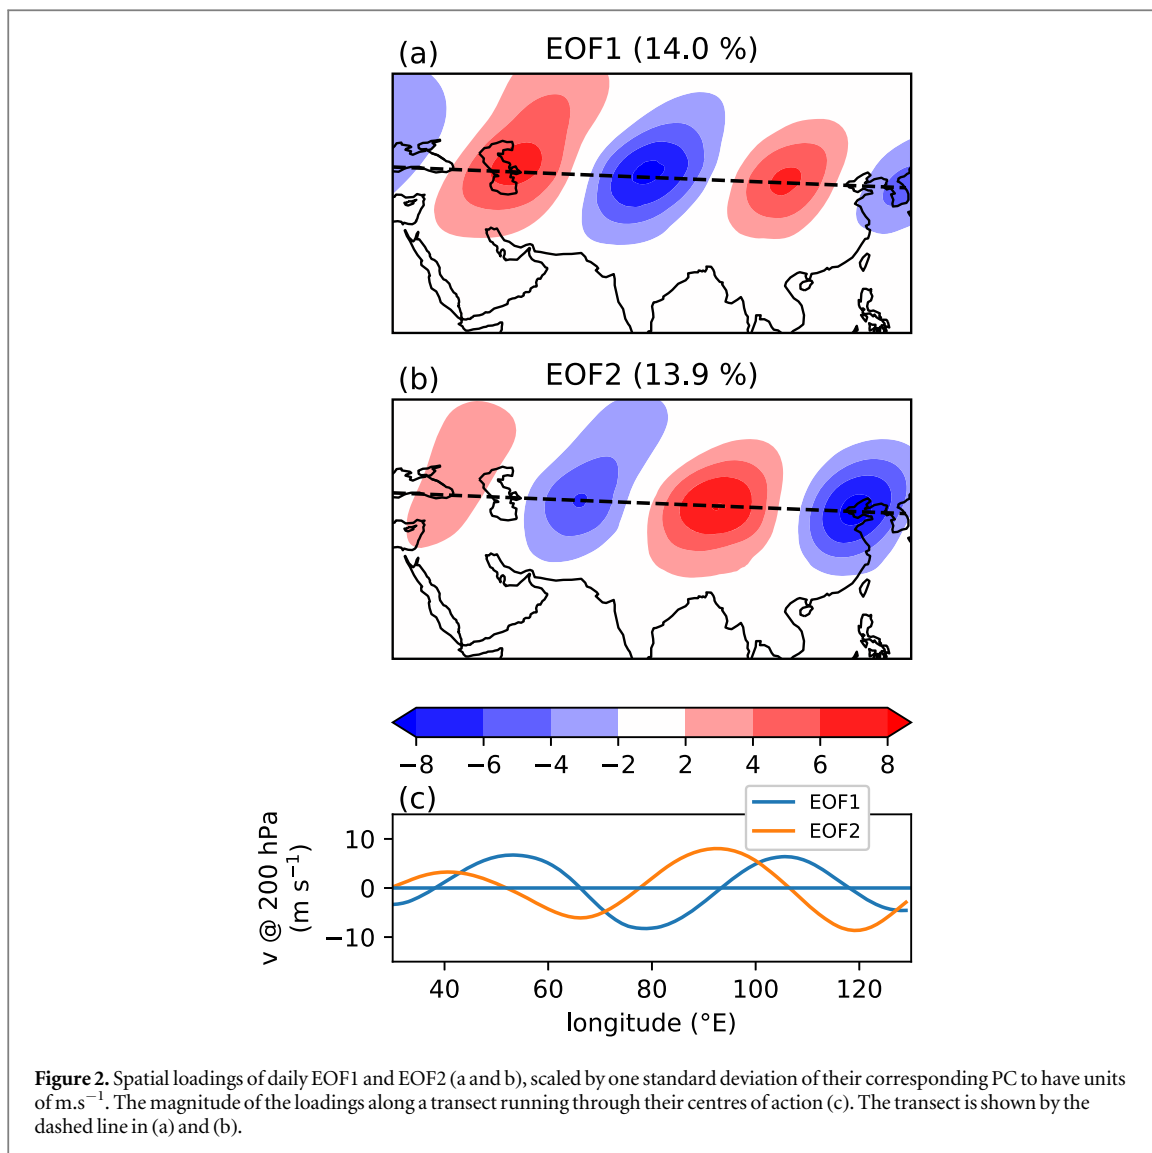 (a)
EOF1 (14.0 %)
(b)
EOF2 (13.9 %)
−8 −6 −4 −2 2 4 6 8
(c)
EOF1
EOF2
v @ 200 hPa
(m s⁻¹)
10
0
−10
40 60 80 100 120
longitude (°E)
Figure 2. Spatial loadings of daily EOF1 and EOF2 (a and b), scaled by one standard deviation of their corresponding PC to have units
of m.s⁻¹. The magnitude of the loadings along a transect running through their centres of action (c). The transect is shown by the
dashed line in (a) and (b).